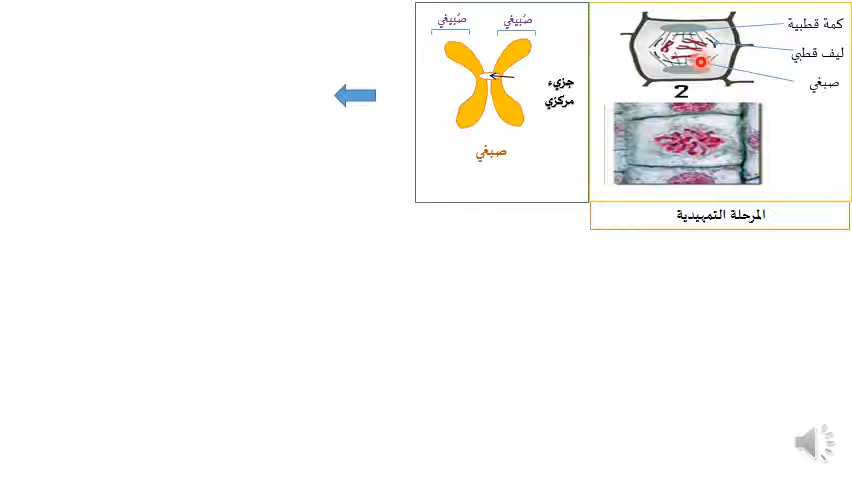 كمة قطبية
ليف قطبي
صبغي
2
المرحلة التمهيدية
صُبيغي
صُبيغي
جزيء
مركزي
صبغي